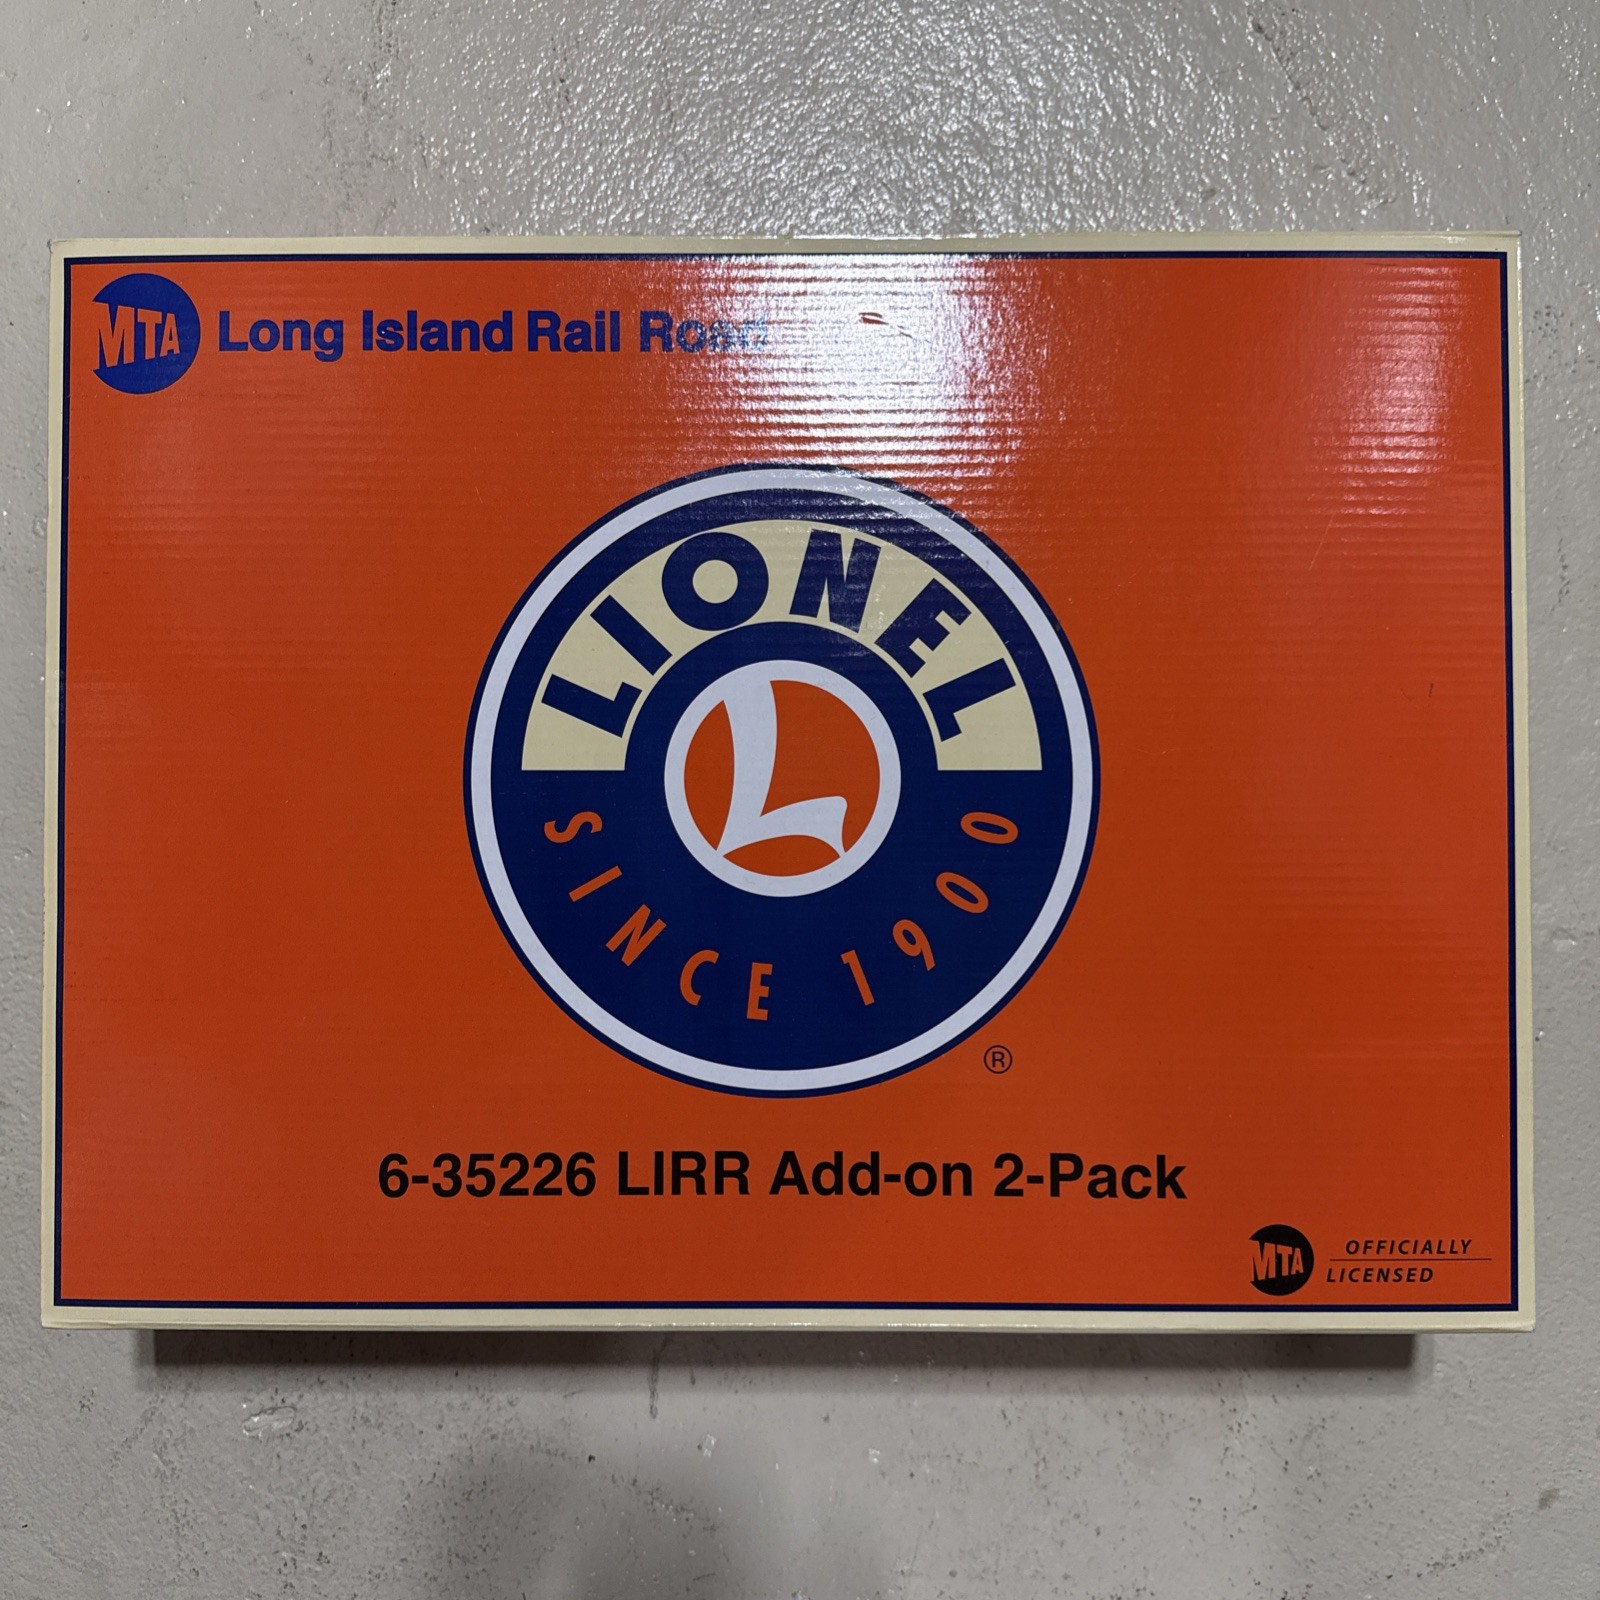 MTA Long Island Rail Road
LIONEL
L
SINCE 1900
®
6-35226 LIRR Add-on 2-Pack
MTA OFFICIALLY
LICENSED